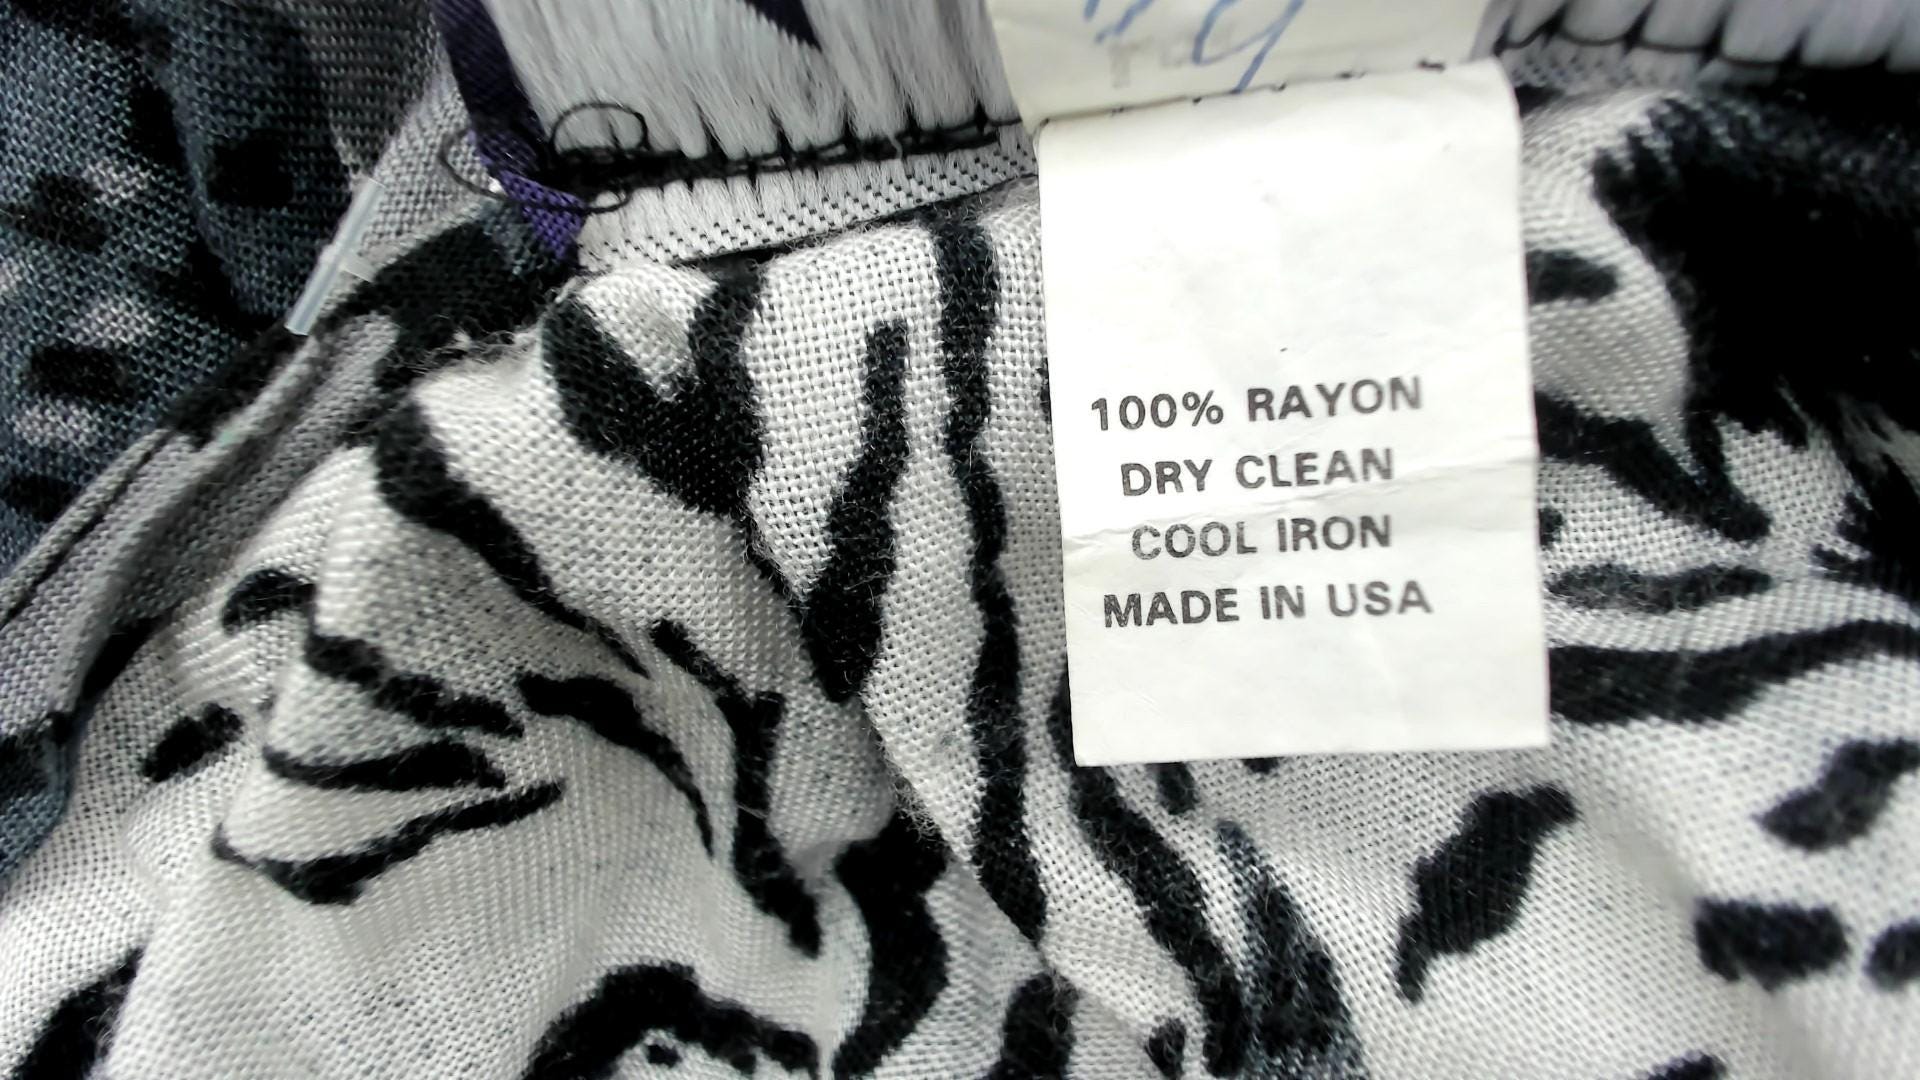 100% RAYON
DRY CLEAN
COOL IRON
MADE IN USA